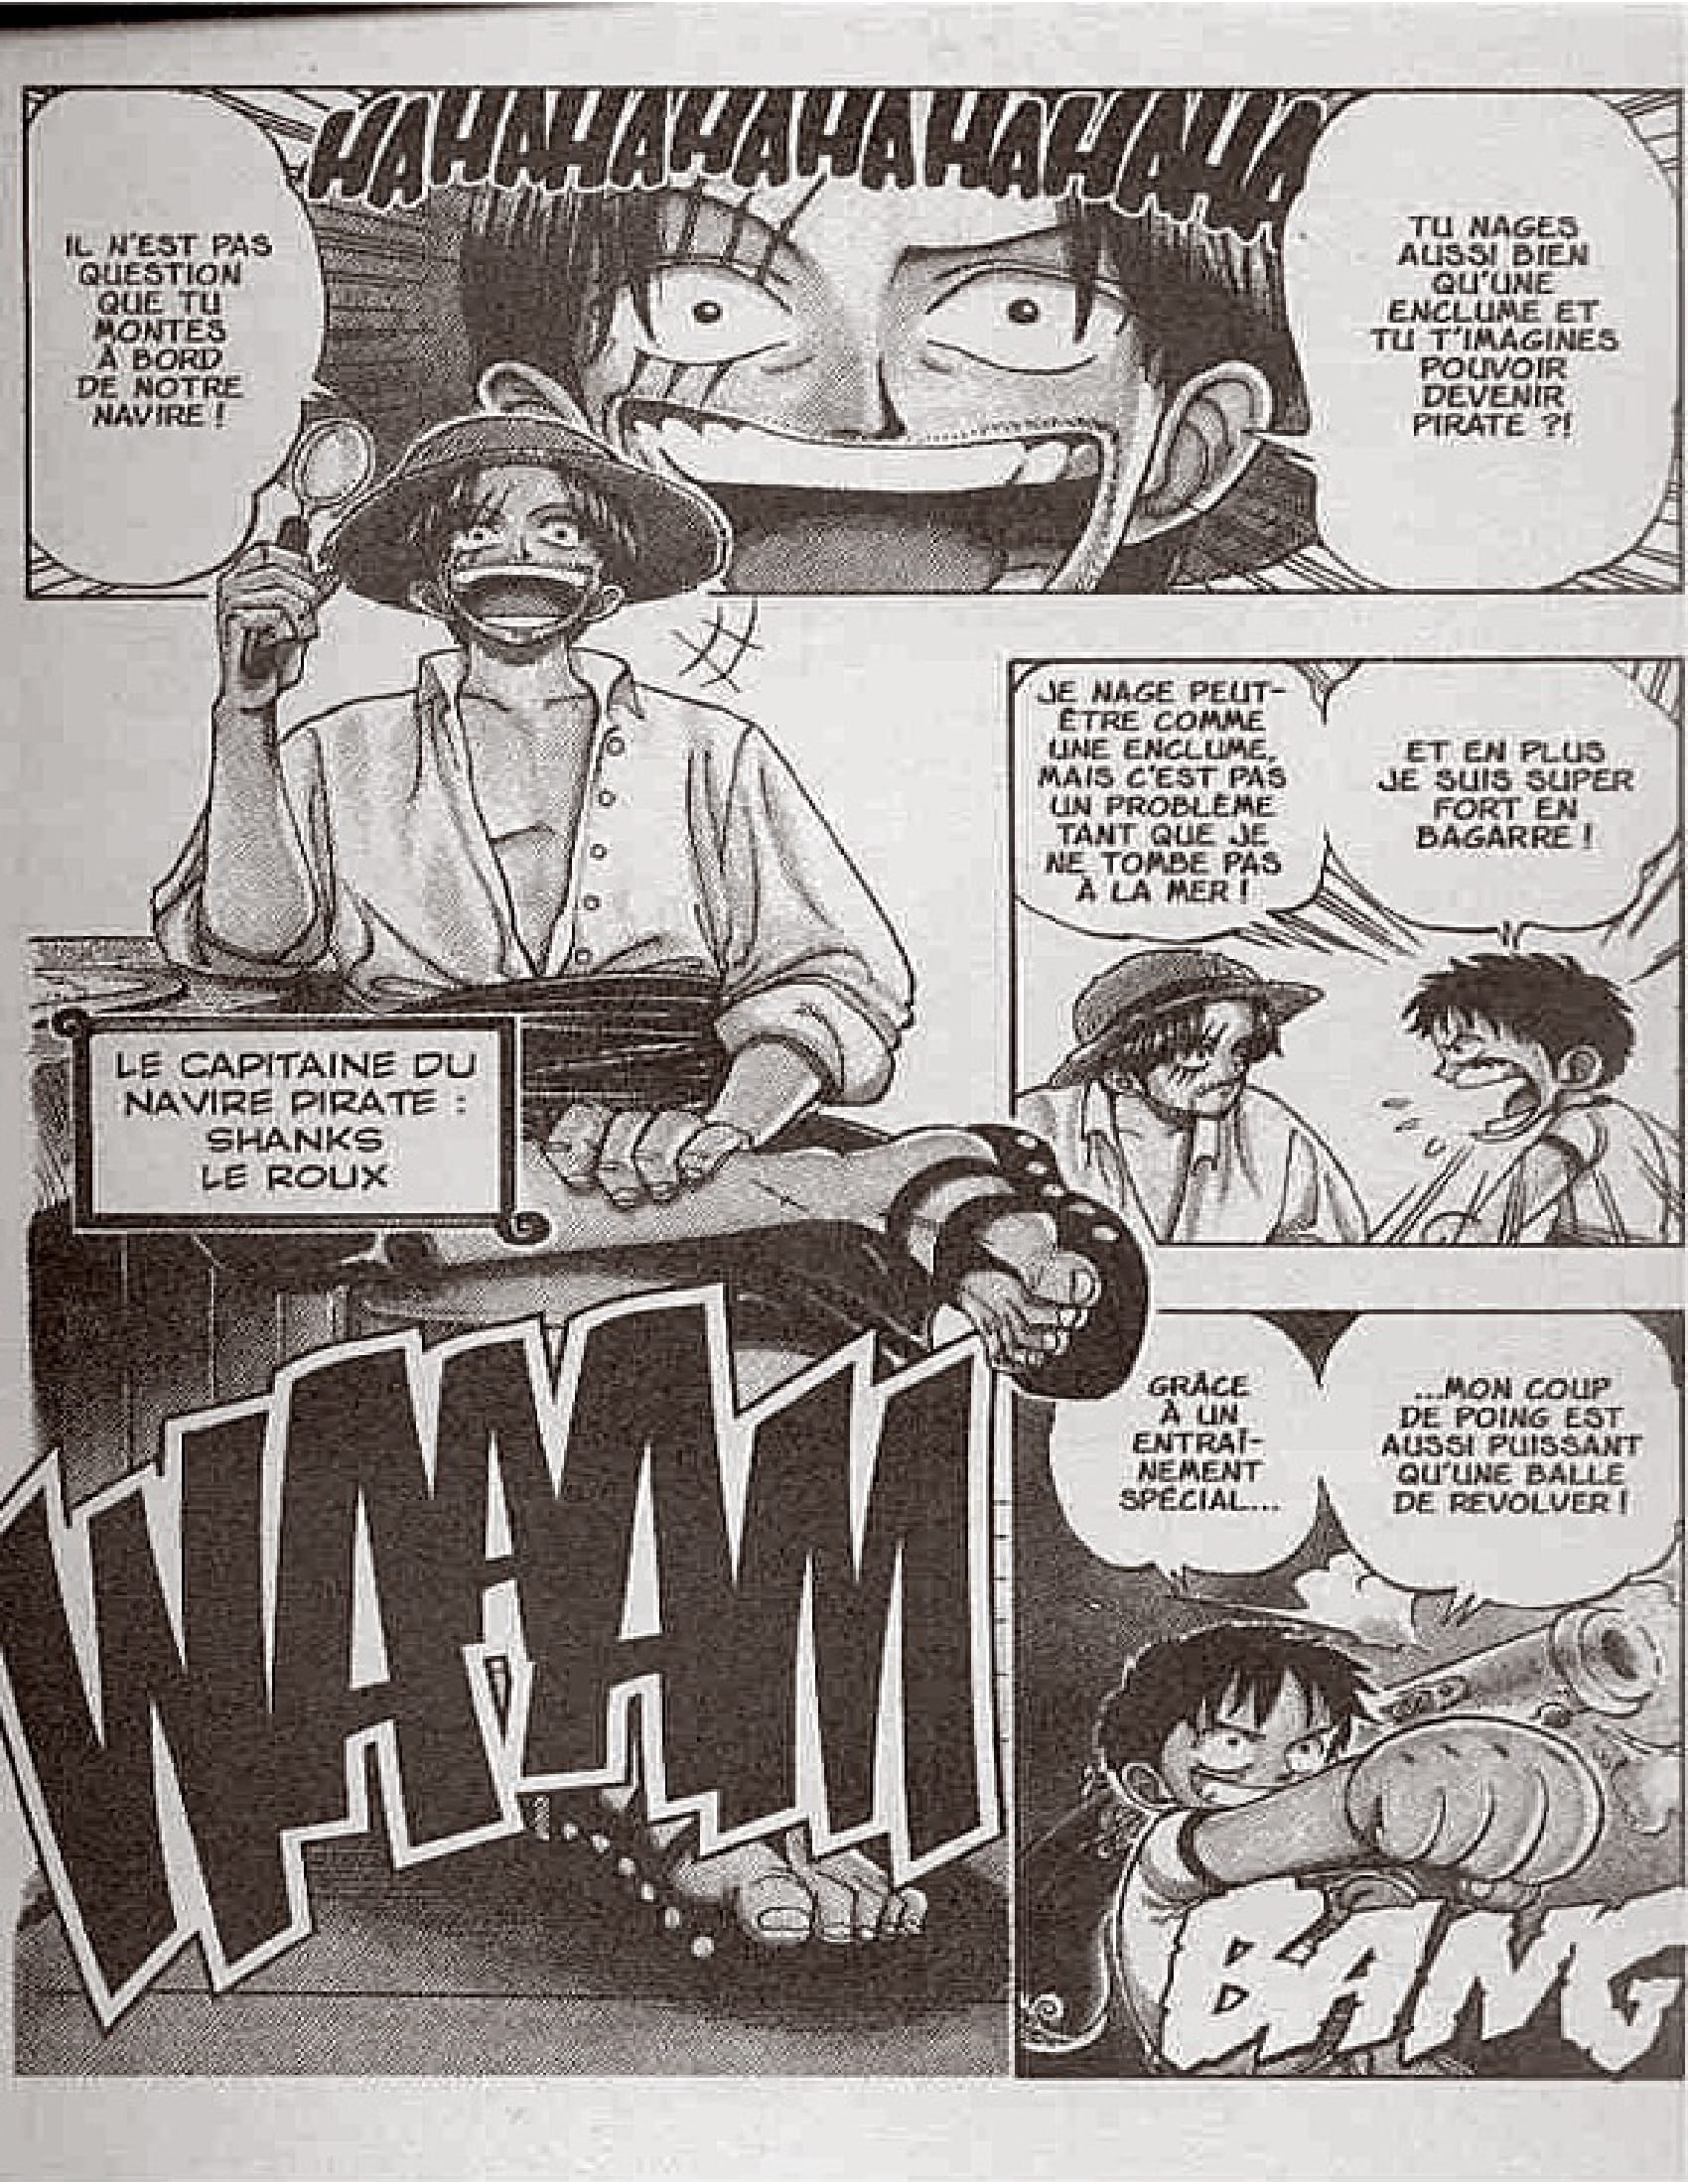 HAHAHAHAHAHAHAHAHA
TU NAGES
AUSSI BIEN
QU'UNE
ENCLUME ET
TU T'IMAGINES
POUVOIR
DEVENIR
PIRATE ?!
IL N'EST PAS
QUESTION
QUE TU
MONTES
À BORD
DE NOTRE
NAVIRE !
LE CAPITAINE DU
NAVIRE PIRATE :
SHANKS
LE ROUX
WAAAM
ET EN PLUS
JE SUIS SUPER
FORT EN
BAGARRE !
JE NAGE PEUT-
ÊTRE COMME
UNE ENCLUME,
MAIS C'EST PAS
UN PROBLÈME
TANT QUE JE
NE TOMBE PAS
À LA MER !
...MON COUP
DE POING EST
AUSSI PUISSANT
QU'UNE BALLE
DE REVOLVER !
GRÂCE
À UN
ENTRAÎ-
NEMENT
SPÉCIAL...
BANG